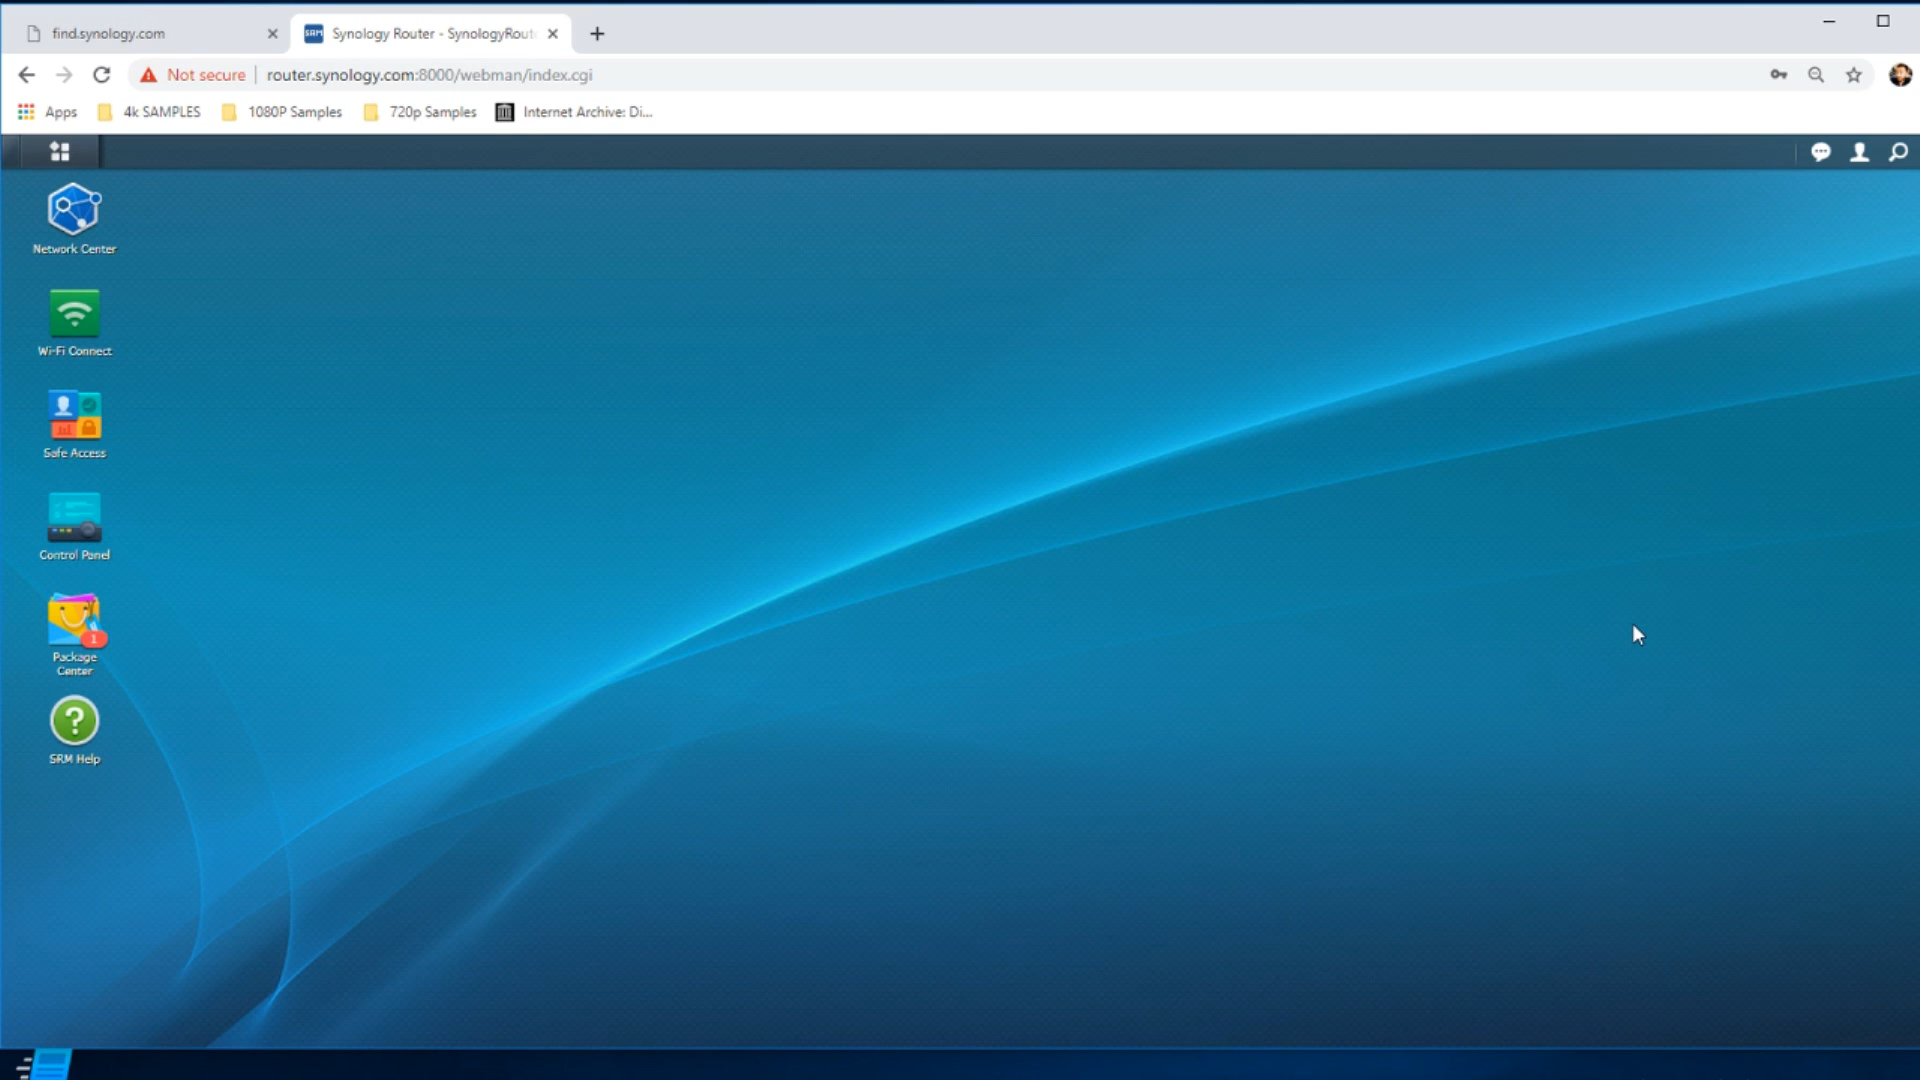 find.synology.com
SRM Synology Router - SynologyRout
Not secure router.synology.com:8000/webman/index.cgi
Apps 4k SAMPLES 1080P Samples 720p Samples Internet Archive: Di...
Network Center
Wi-Fi Connect
Safe Access
Control Panel
1
Package
Center
?
SRM Help